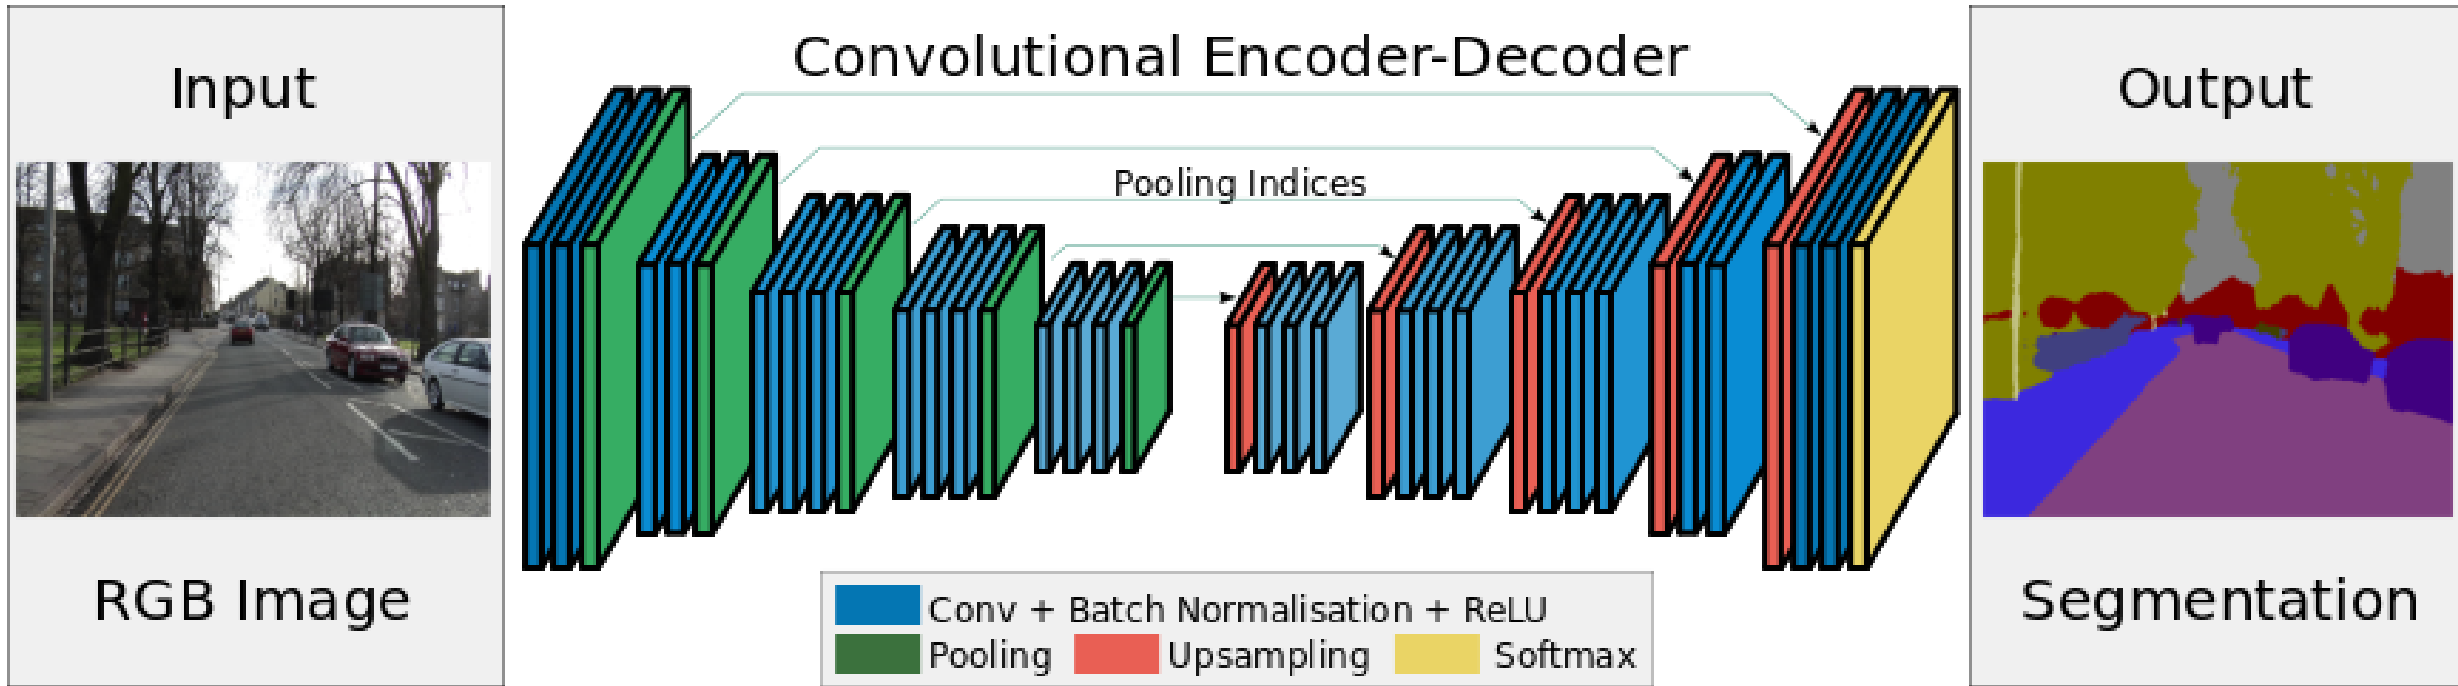 Input
RGB Image
Convolutional Encoder-Decoder
Pooling Indices
Conv + Batch Normalisation + ReLU
Pooling
Upsampling
Softmax
Output
Segmentation